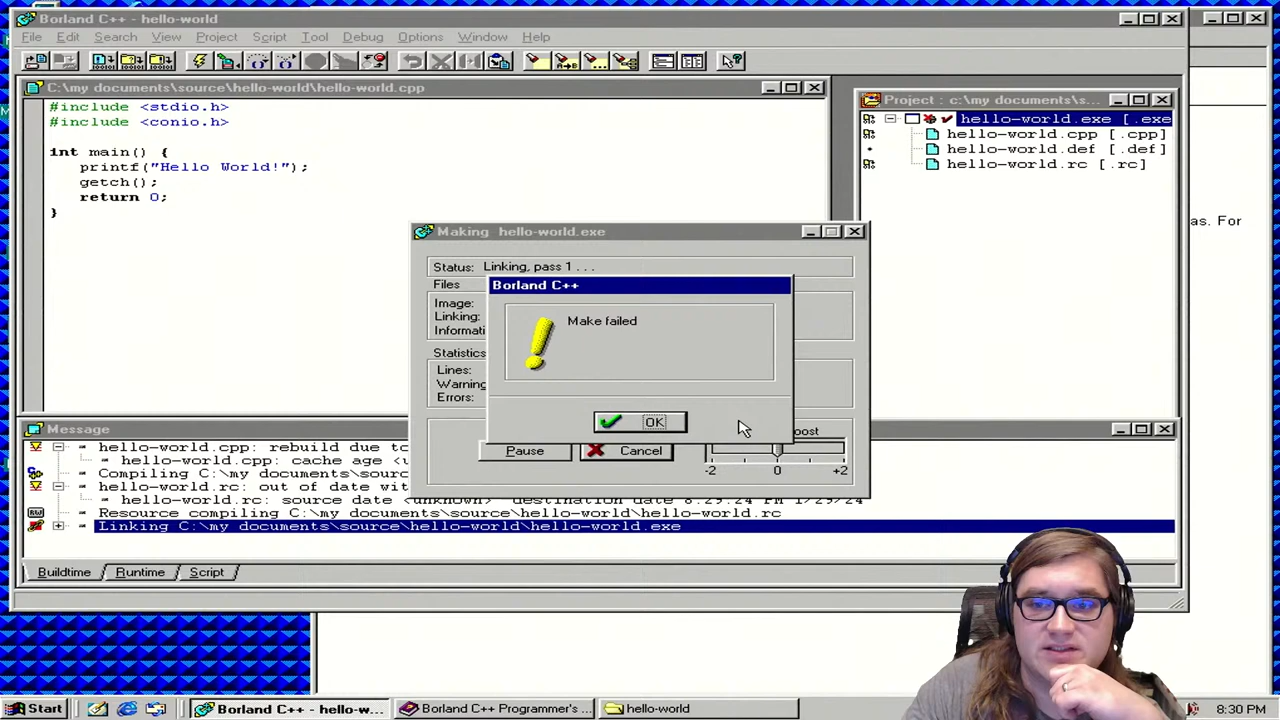 Borland C++ - hello-world
File Edit Search View Project Script Tool Debug Options Window Help
C:\my documents\source\hello-world\hello-world.cpp
#include <stdio.h>
#include <conio.h>
int main() {
printf("Hello World!");
getch();
return 0;
}
Project : c:\my documents\s...
hello-world.exe [.exe
hello-world.cpp [.cpp]
hello-world.def [.def]
hello-world.rc [.rc]
as. For
Making hello-world.exe
Status: Linking, pass 1 . . .
Files
Image:
Linking:
Informati
Statistics
Lines:
Warning
Errors:
Borland C++
Make failed
OK
Pause
Cancel
oost
-2 0 +2
Message
hello-world.cpp: rebuild due to
hello-world.cpp: cache age <u
Compiling C:\my documents\sourc
hello-world.rc: out of date wit
hello-world.rc: source date <unknown> destination date 8:29:24 PM 1/29/24
Resource compiling C:\my documents\source\hello-world\hello-world.rc
Linking C:\my documents\source\hello-world\hello-world.exe
Buildtime Runtime Script
Start
Borland C++ - hello-w...
Borland C++ Programmer's ...
hello-world
8:30 PM